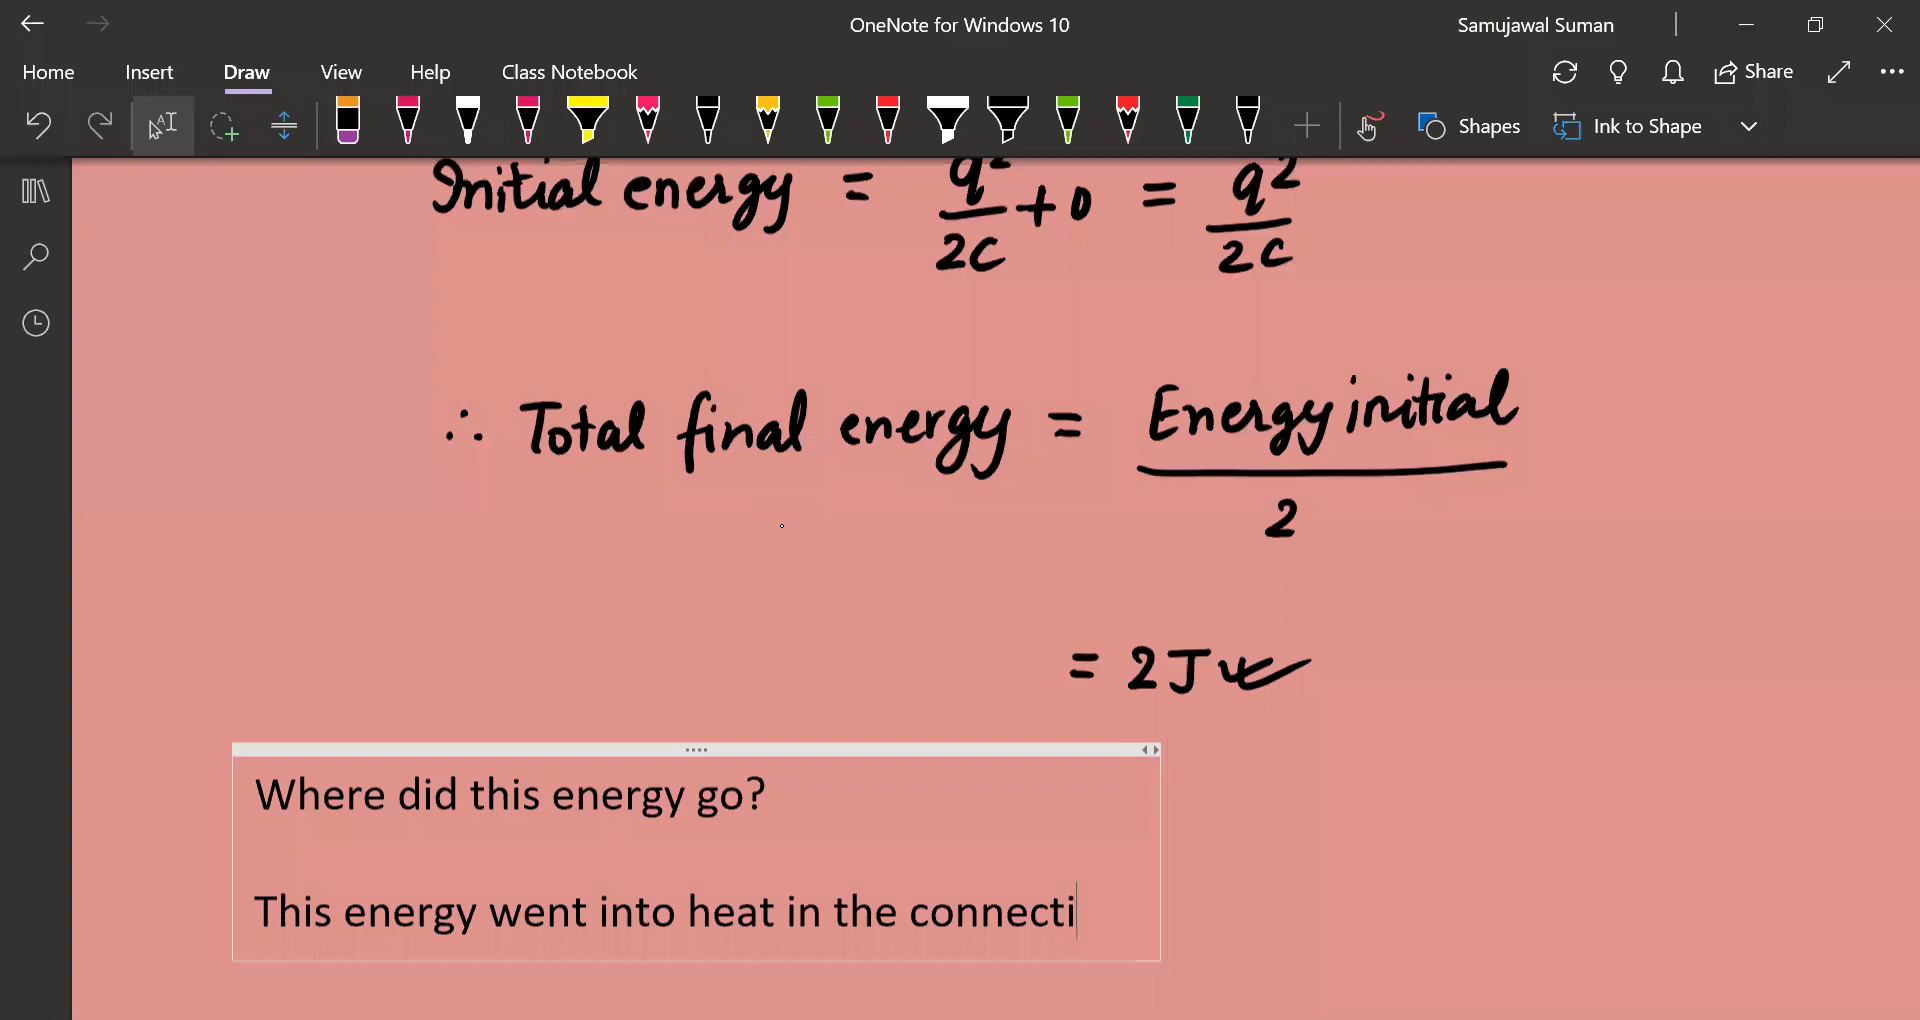 OneNote for Windows 10
Samujawal Suman
Home Insert Draw View Help Class Notebook
Share
Shapes Ink to Shape
Initial energy = q²/2C + 0 = q²/2C
∴ Total final energy = Energy initial
2
= 2J
Where did this energy go?
This energy went into heat in the connecti